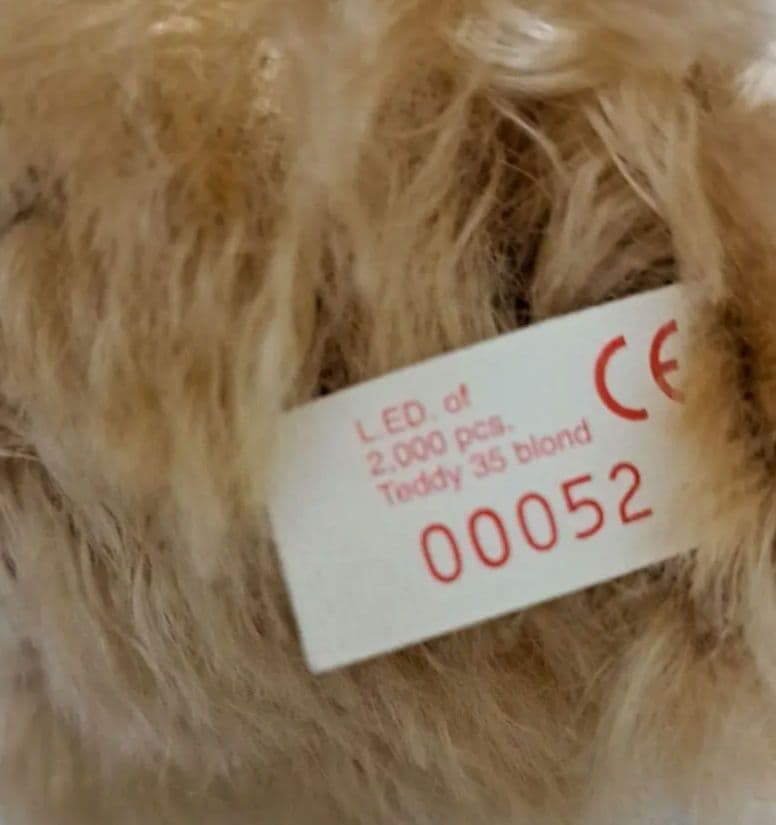 L.ED. of
2,000 pcs.
Teddy 35 blond
00052
CE